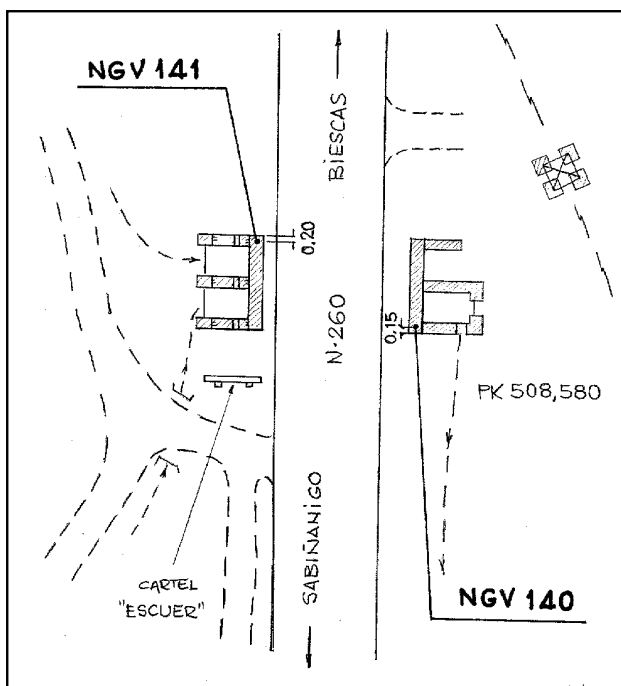 NGV 141
BIESCAS
0,20
N-260
0,15
PK 508,580
SABIÑANIGO
CARTEL
"ESCUER"
NGV 140